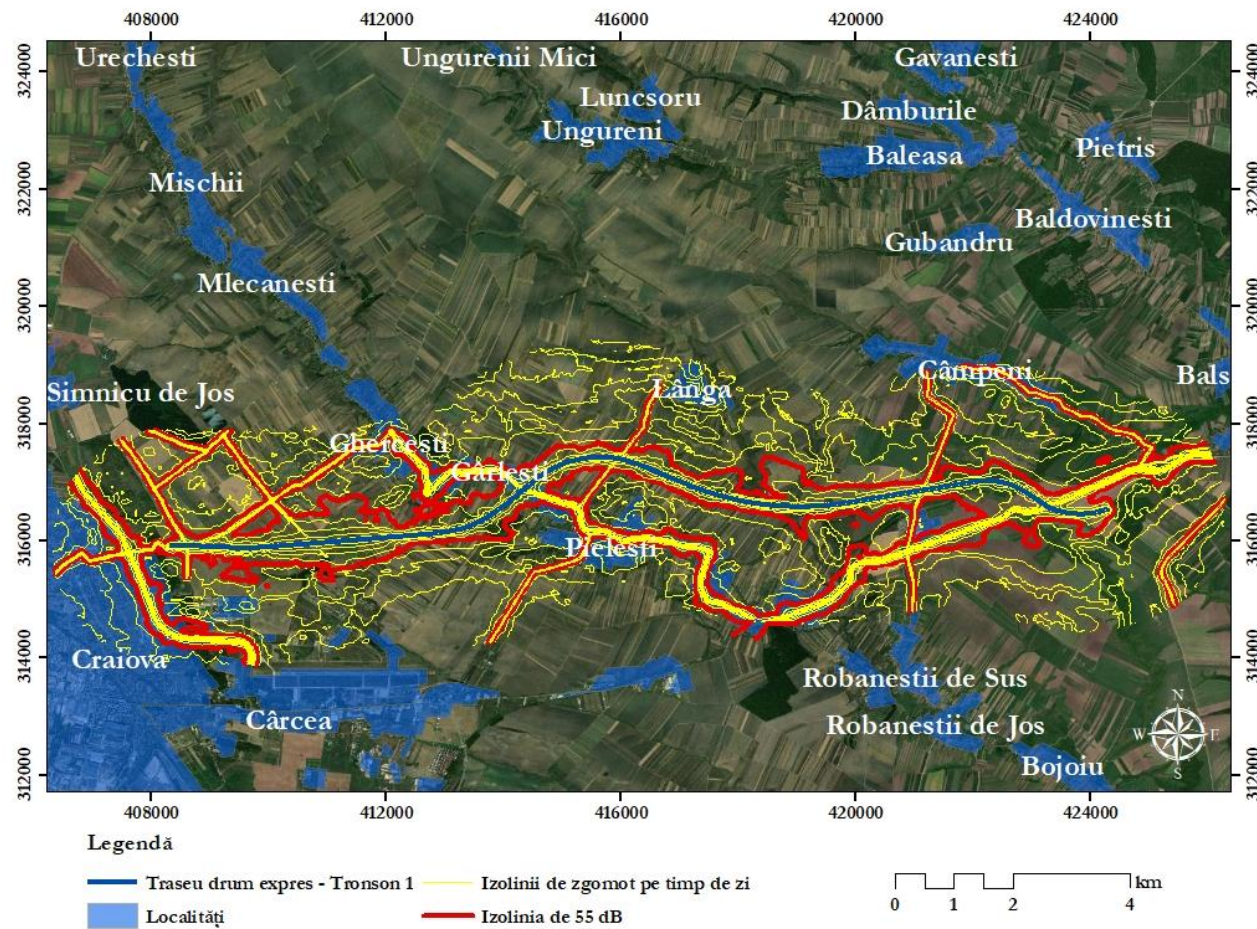 408000 412000 416000 420000 424000
324000 324000
Urechesti Ungurenii Mici Gavanesti
Luncsoru Dâmburile
Ungureni Baleasa Pietris
322000 322000
Mischii
Baldovinesti
Gubandru
Mlecanesti
320000 320000
Simnicu de Jos Lânga Câmpeni Bals
318000 318000
Ghercesti
Gârlesti
316000 316000
Pielesti
314000 314000
Craiova Robanestii de Sus
Cârcea Robanestii de Jos
N
W E
S
Bojoiu
312000 312000
408000 412000 416000 420000 424000
Legendă
Traseu drum expres - Tronson 1
Izolinii de zgomot pe timp de zi
Localități
Izolinia de 55 dB
km
0 1 2 4